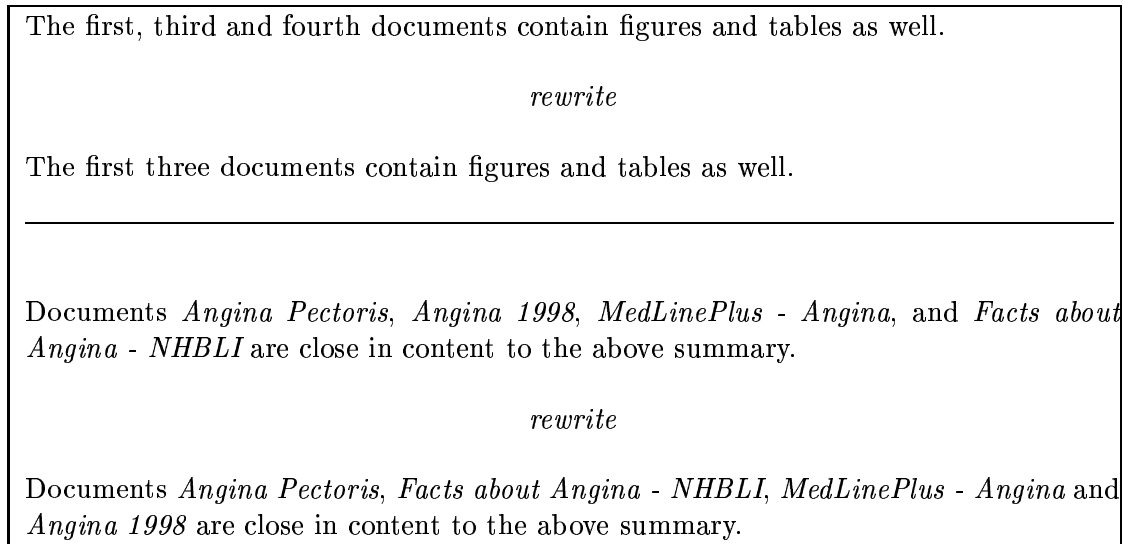 The first, third and fourth documents contain figures and tables as well.
rewrite
The first three documents contain figures and tables as well.
Documents Angina Pectoris, Angina 1998, MedLinePlus - Angina, and Facts about
Angina - NHBLI are close in content to the above summary.
rewrite
Documents Angina Pectoris, Facts about Angina - NHBLI, MedLinePlus - Angina and
Angina 1998 are close in content to the above summary.